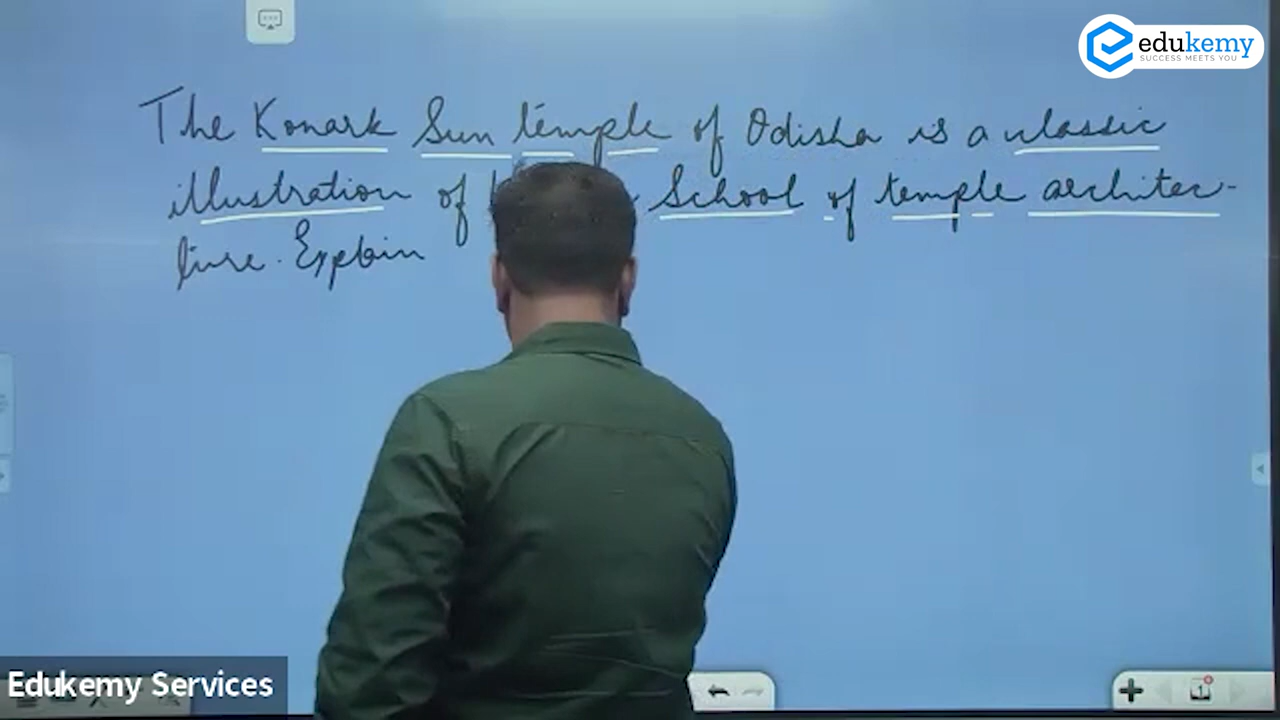 edukemy
SUCCESS MEETS YOU
The Konark Sun temple of Odisha is a classic
illustration of School of temple architec-
ture. Explain
Edukemy Services